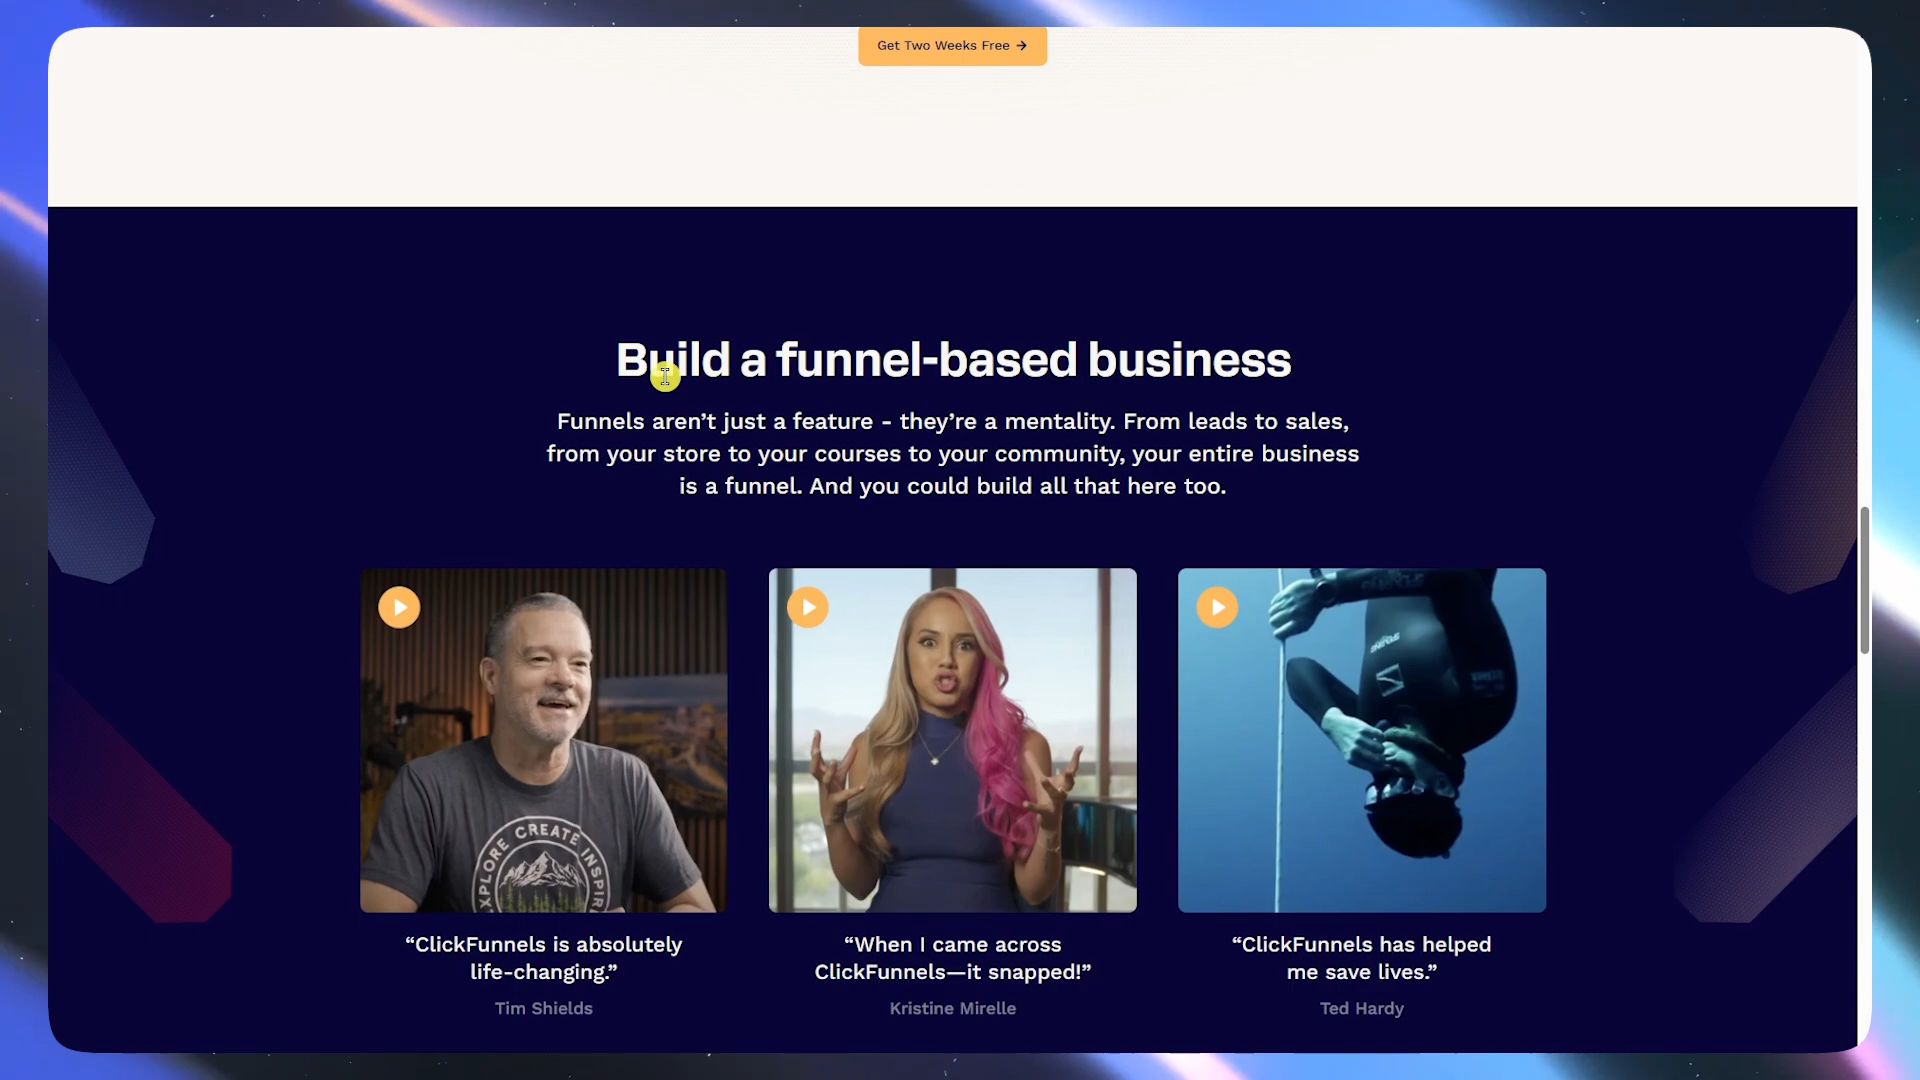 Get Two Weeks Free →
Build a funnel-based business
Funnels aren’t just a feature - they’re a mentality. From leads to sales,
from your store to your courses to your community, your entire business
is a funnel. And you could build all that here too.
EXPLORE CREATE INSPIRE
“ClickFunnels is absolutely
life-changing.”
Tim Shields
“When I came across
ClickFunnels—it snapped!”
Kristine Mirelle
“ClickFunnels has helped
me save lives.”
Ted Hardy